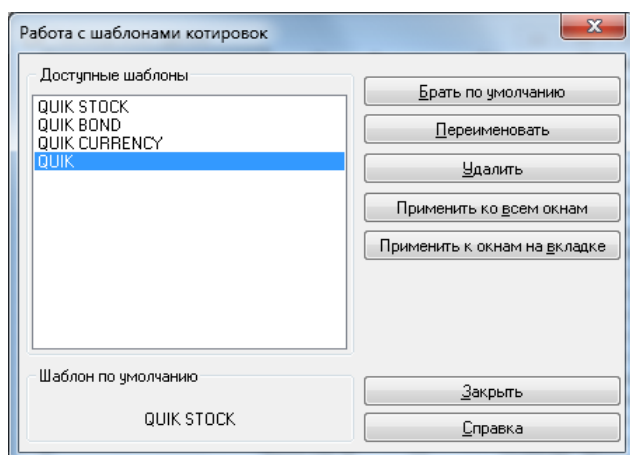 Работа с шаблонами котировок
Доступные шаблоны
QUIK STOCK
QUIK BOND
QUIK CURRENCY
QUIK
Брать по умолчанию
Переименовать
Удалить
Применить ко всем окнам
Применить к окнам на вкладке
Шаблон по умолчанию
QUIK STOCK
Закрыть
Справка